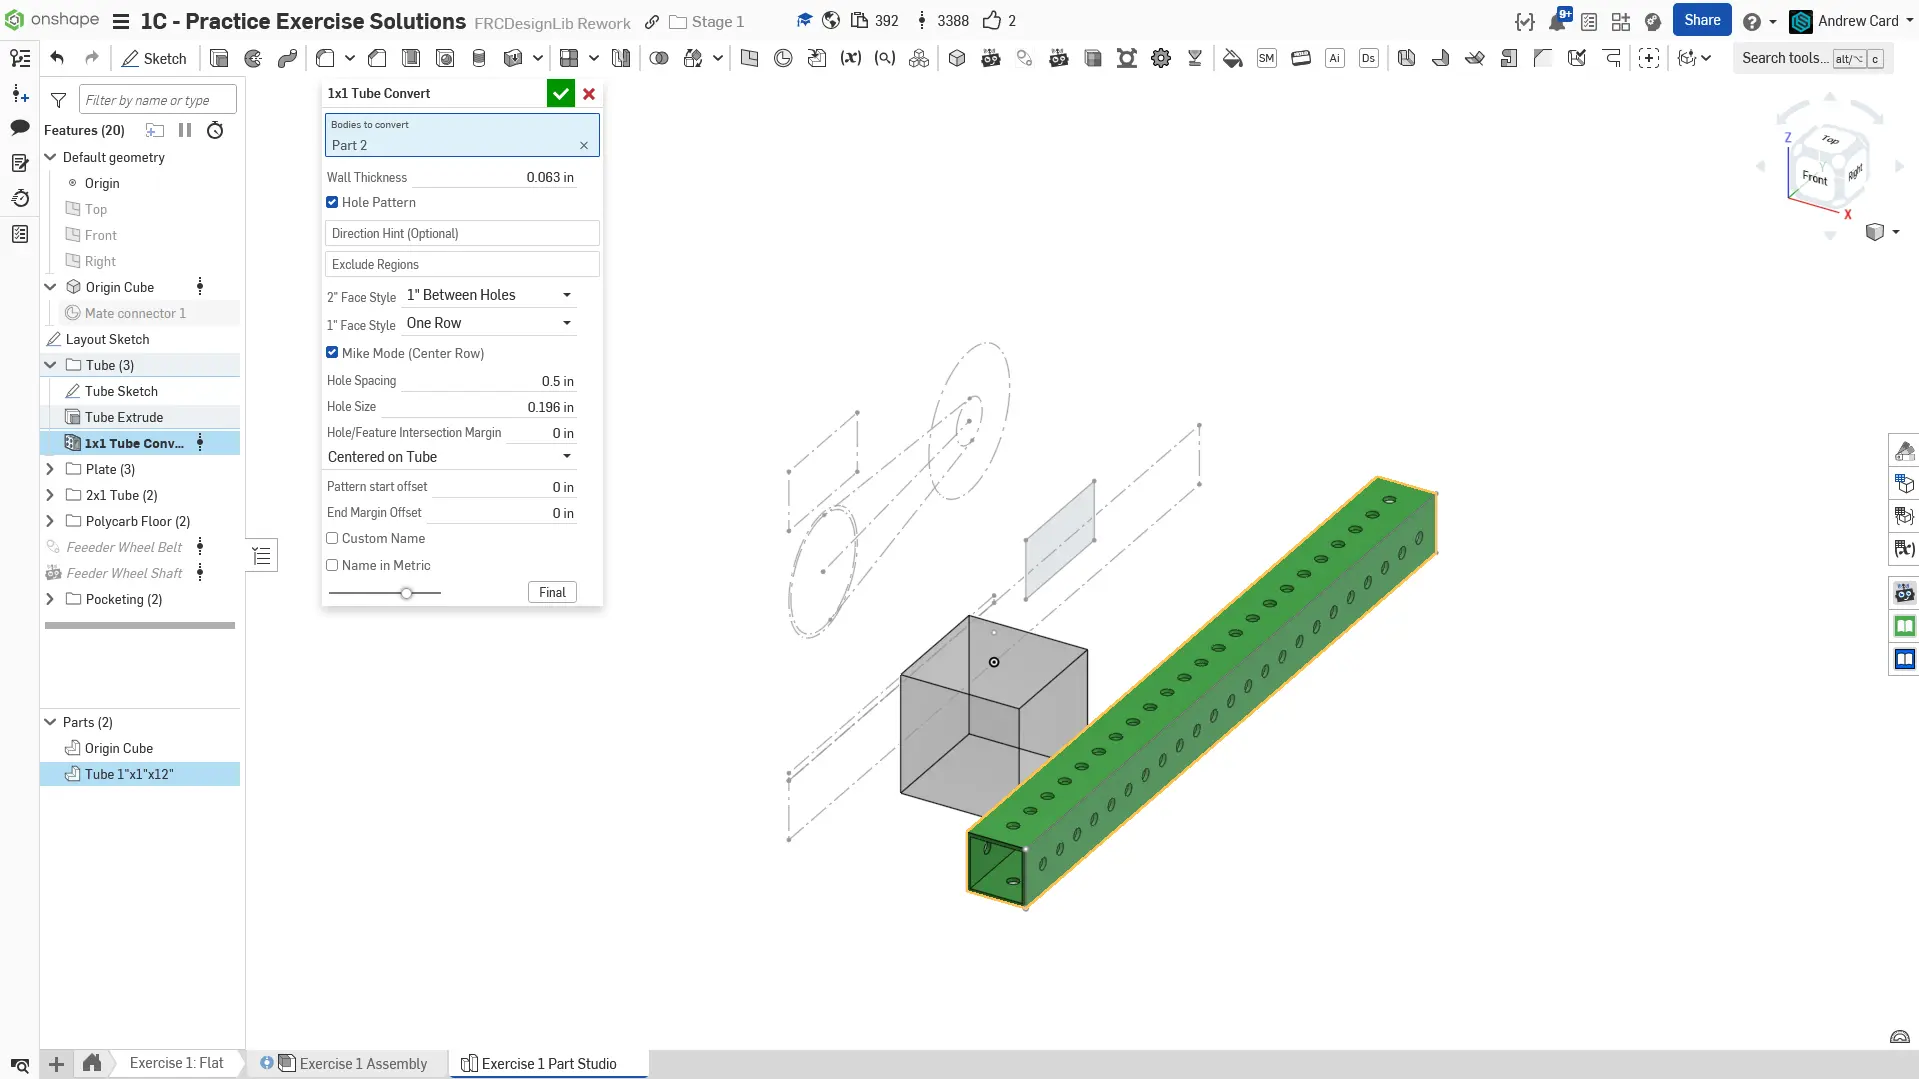 onshape 1C - Practice Exercise Solutions FRCDesignLib Rework Stage 1 392 3388 2 9+ Share Andrew Card
Sketch SM Ai Ds Search tools... alt/⌥ c
Filter by name or type
Features (20)
Default geometry
Origin
Top
Front
Right
Origin Cube
Mate connector 1
Layout Sketch
Tube (3)
Tube Sketch
Tube Extrude
1x1 Tube Conv...
Plate (3)
2x1 Tube (2)
Polycarb Floor (2)
Feeeder Wheel Belt
Feeder Wheel Shaft
Pocketing (2)
Parts (2)
Origin Cube
Tube 1"x1"x12"
1x1 Tube Convert
Bodies to convert
Part 2
Wall Thickness 0.063 in
Hole Pattern
Direction Hint (Optional)
Exclude Regions
2" Face Style 1" Between Holes
1" Face Style One Row
Mike Mode (Center Row)
Hole Spacing 0.5 in
Hole Size 0.196 in
Hole/Feature Intersection Margin 0 in
Centered on Tube
Pattern start offset 0 in
End Margin Offset 0 in
Custom Name
Name in Metric
Final
Z
Top
Y
Front
Right
X
Exercise 1: Flat Exercise 1 Assembly Exercise 1 Part Studio